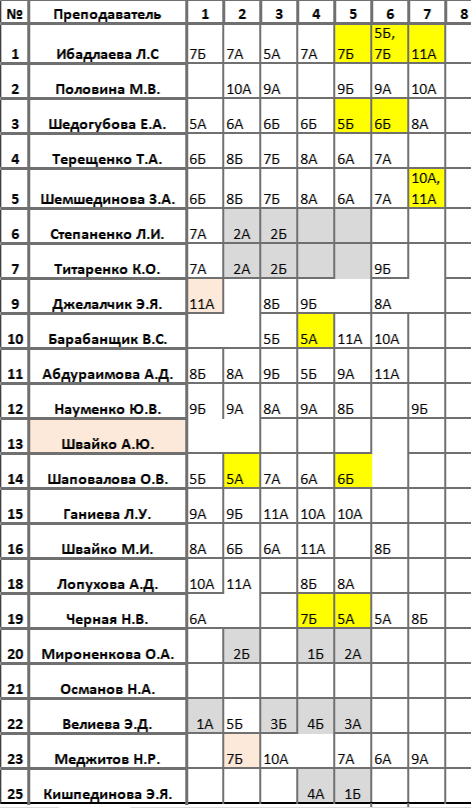 № Преподаватель 1 2 3 4 5 6 7 8
1 Ибадлаева Л.С 7Б 7А 5А 7А 7Б 5Б, 7Б 11А
2 Половина М.В. 10А 9А 9Б 9А 10А
3 Шедогубова Е.А. 5А 6А 6Б 6Б 5Б 6Б 8А
4 Терещенко Т.А. 6Б 8Б 7Б 8А 6А 7А
5 Шемшединова З.А. 6Б 8Б 7Б 8А 6А 7А 10А, 11А
6 Степаненко Л.И. 7А 2А 2Б
7 Титаренко К.О. 7А 2А 2Б 9Б
9 Джелалчик Э.Я. 11А 8Б 9Б 8А
10 Барабанщик В.С. 5Б 5А 11А 10А
11 Абдураимова А.Д. 8Б 8А 9Б 5Б 9А 11А
12 Науменко Ю.В. 9Б 9А 8А 9А 8Б 9Б
13 Швайко А.Ю.
14 Шаповалова О.В. 5Б 5А 7А 6А 6Б
15 Ганиева Л.У. 9А 9Б 11А 10А 10А
16 Швайко М.И. 8А 6Б 6А 11А 8Б
18 Лопухова А.Д. 10А 11А 8Б 8А
19 Черная Н.В. 6А 7Б 5А 5А 8Б
20 Мироненкова О.А. 2Б 1Б 2А
21 Османов Н.А.
22 Велиева Э.Д. 1А 5Б 3Б 4Б 3А
23 Меджитов Н.Р. 7Б 10А 7А 6А 9А
25 Кишпединова Э.Я. 4А 1Б